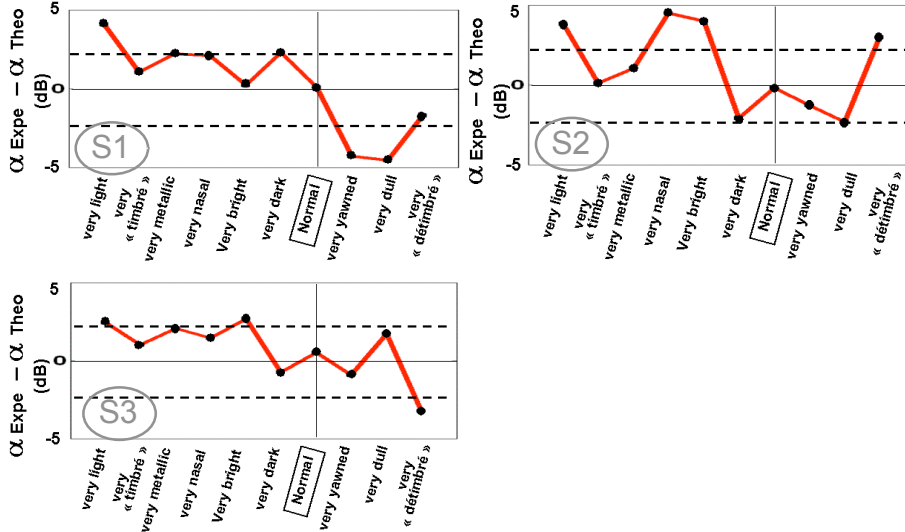 α Expe – α Theo
(dB)
5
0
-5
S1
very light
very
« timbré »
very metallic
very nasal
Very bright
very dark
Normal
very yawned
very dull
very
« détimbré »
α Expe – α Theo
(dB)
5
0
-5
S2
very light
very
« timbré »
very metallic
very nasal
Very bright
very dark
Normal
very yawned
very dull
very
« détimbré »
α Expe – α Theo
(dB)
5
0
-5
S3
very light
very
« timbré »
very metallic
very nasal
Very bright
very dark
Normal
very yawned
very dull
very
« détimbré »